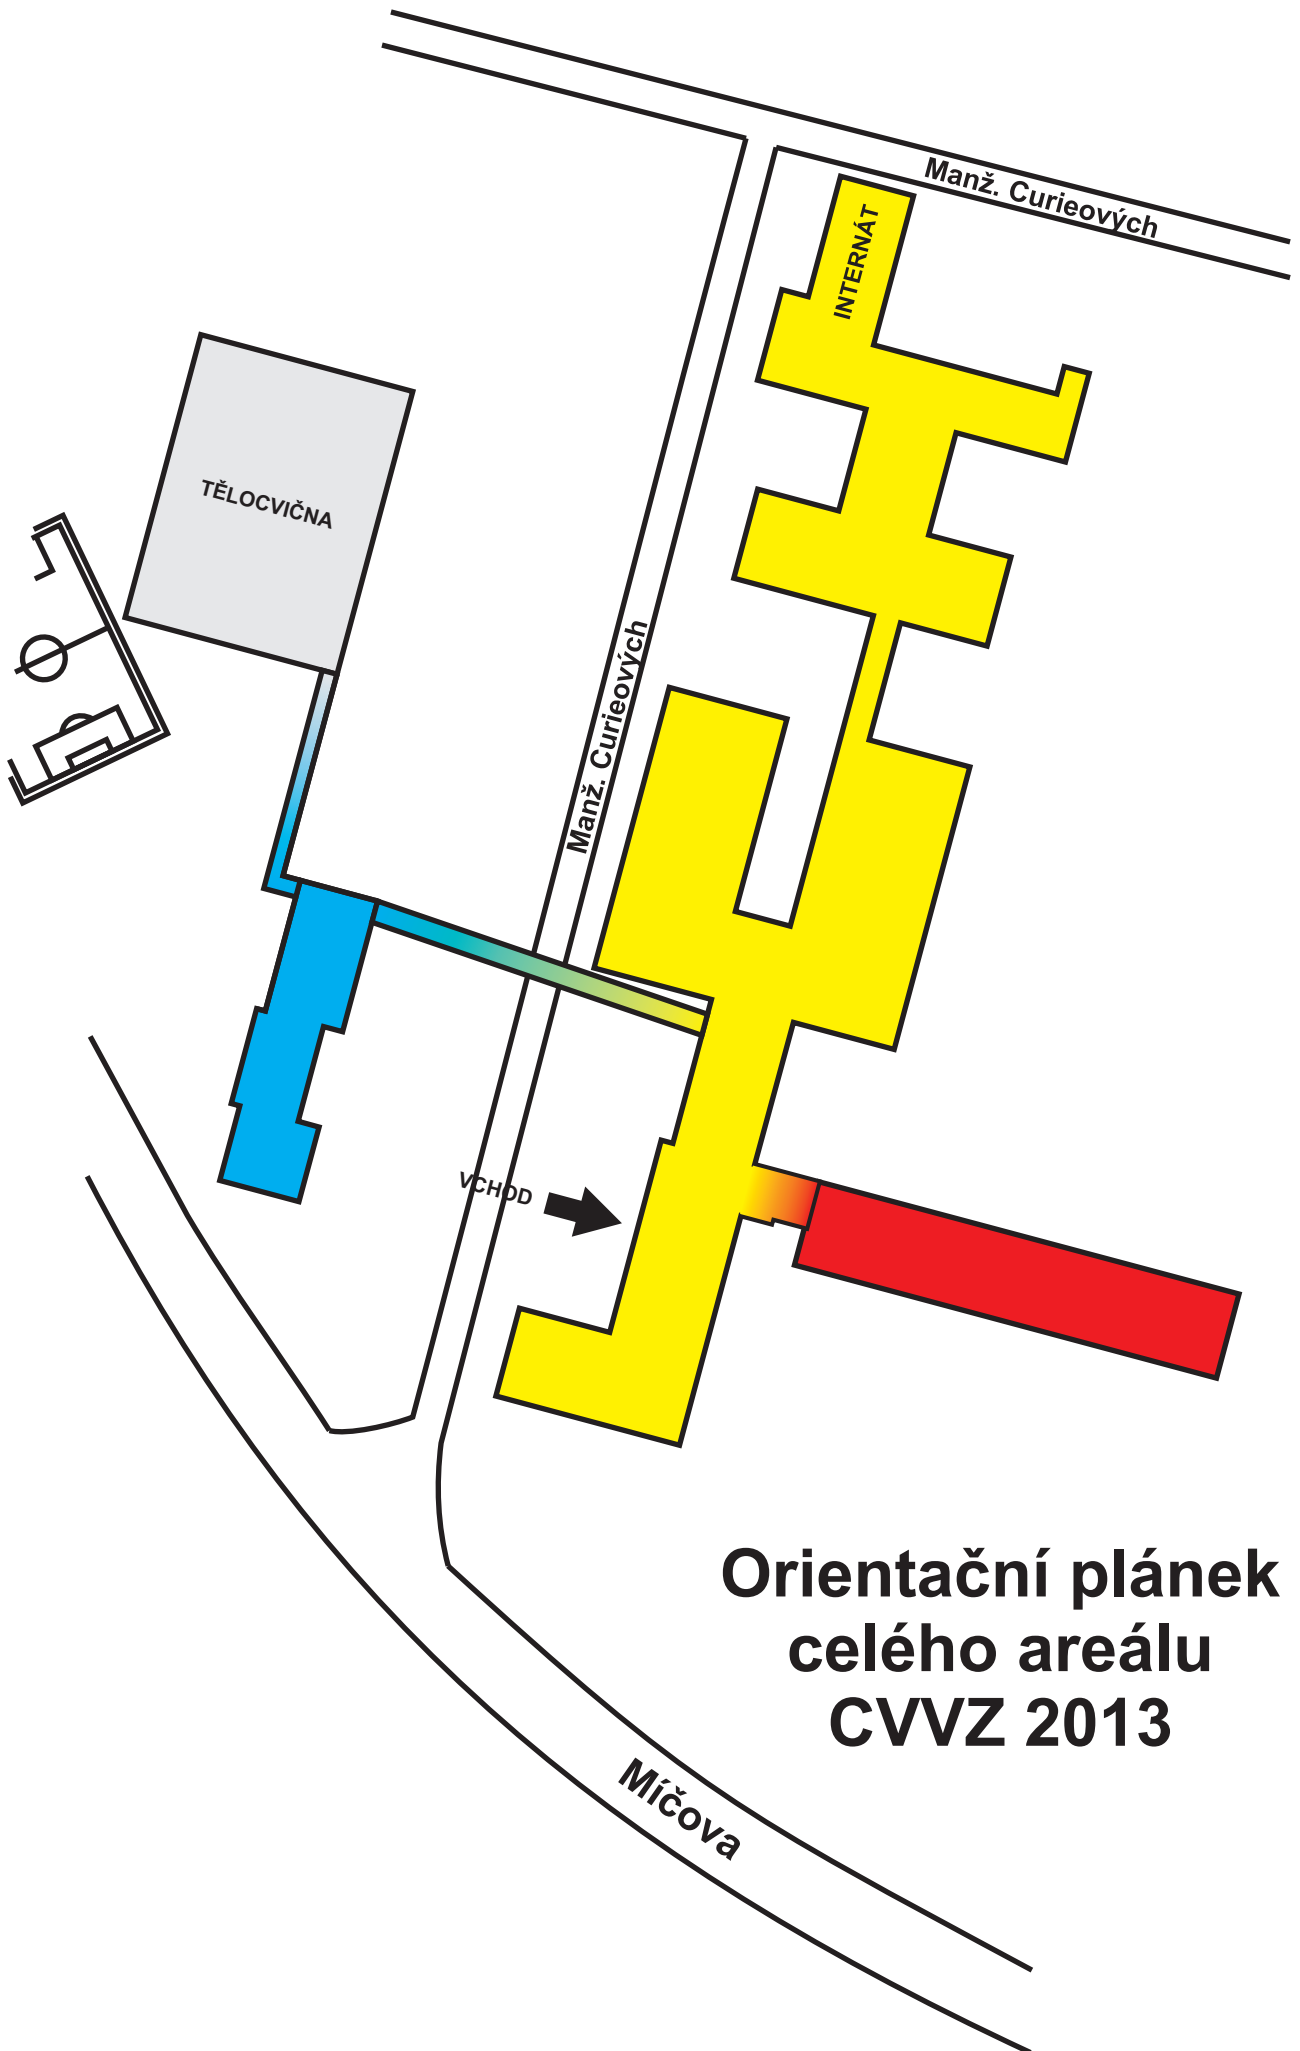 Manž. Curieových
INTERNÁT
TĚLOCVIČNA
Manž. Curieových
VCHOD
Orientační plánek
celého areálu
CVVZ 2013
Míčova